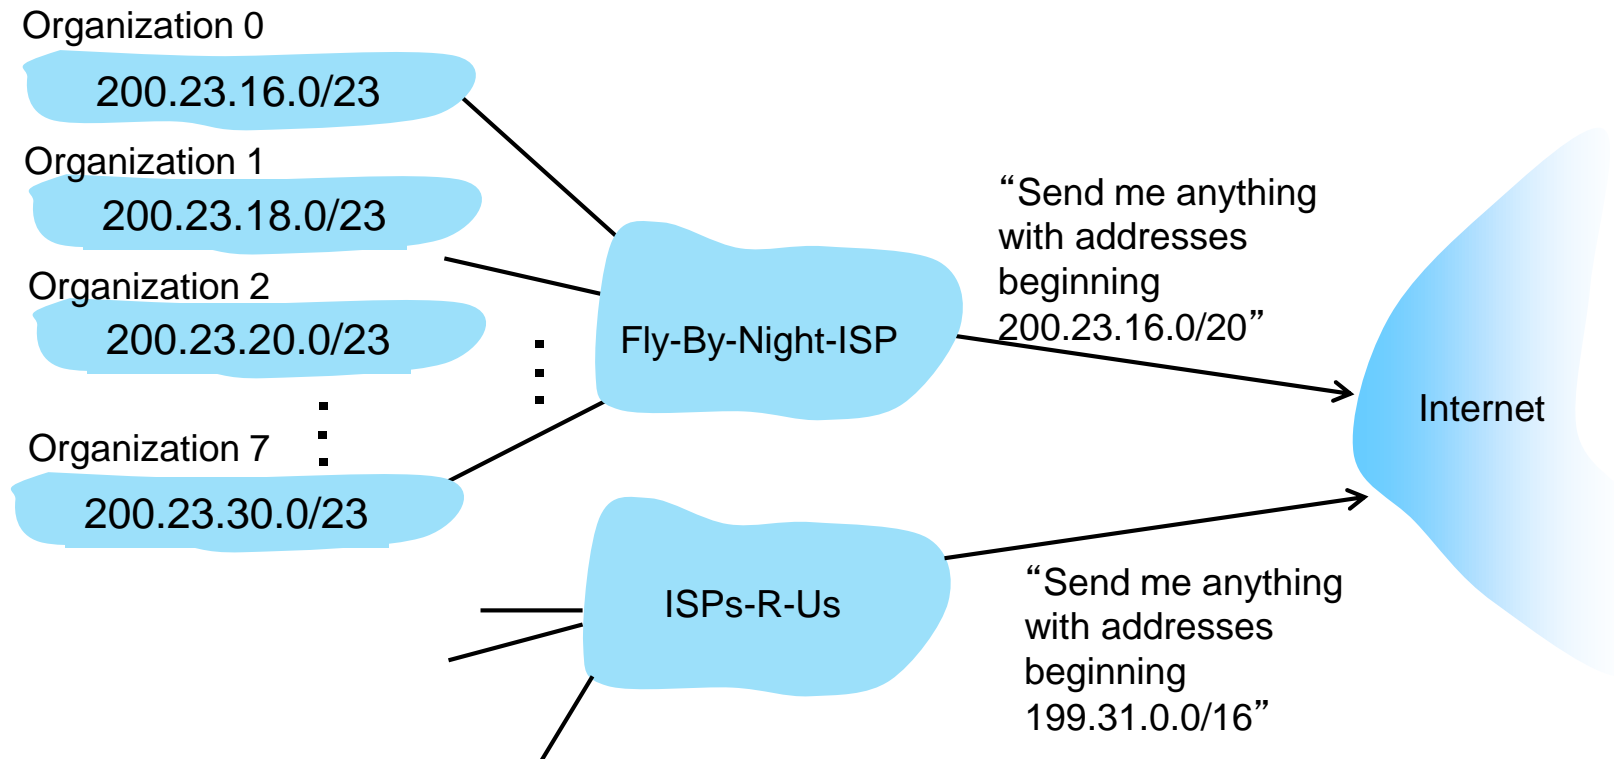 Organization 0
200.23.16.0/23
Organization 1
200.23.18.0/23
Organization 2
200.23.20.0/23
Organization 7
200.23.30.0/23
Fly-By-Night-ISP
“Send me anything
with addresses
beginning
200.23.16.0/20”
Internet
ISPs-R-Us
“Send me anything
with addresses
beginning
199.31.0.0/16”